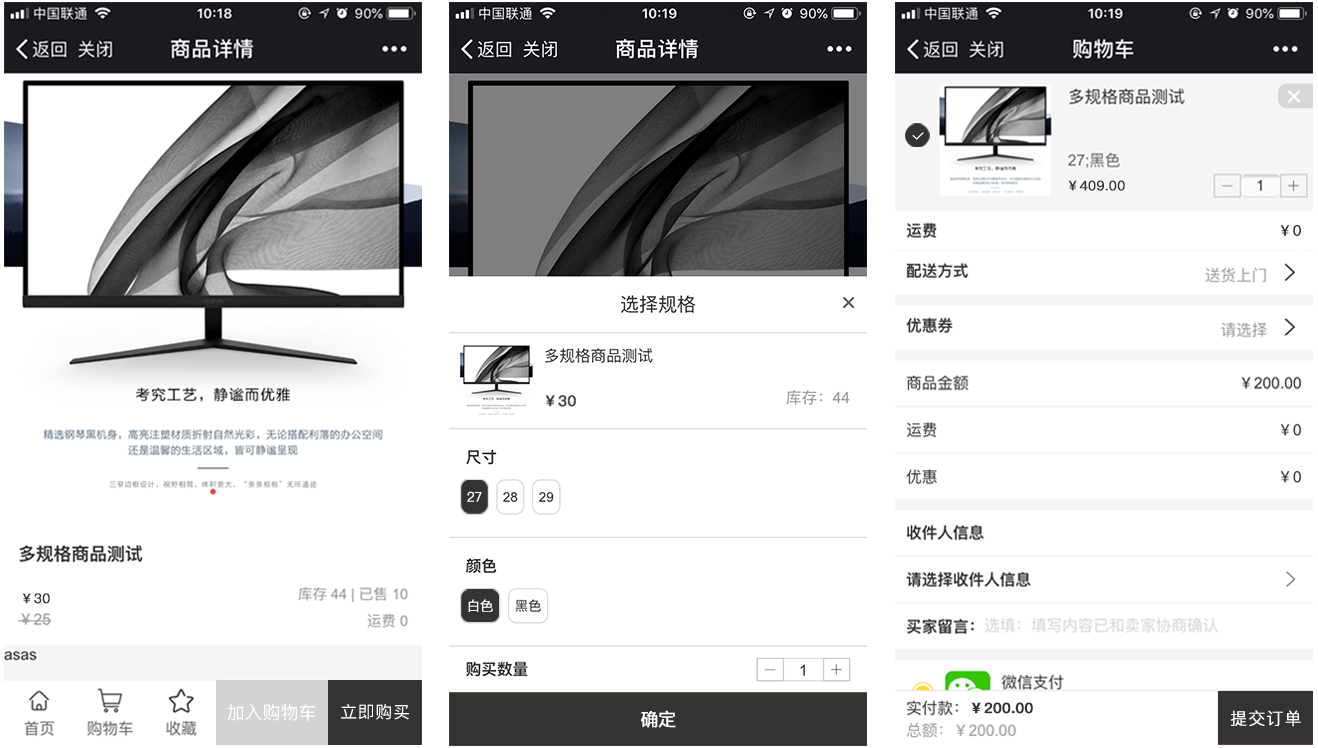 中国联通 10:18 90%
返回 关闭 商品详情
考究工艺，静谧而优雅
精选钢琴黑机身，高亮注塑材质折射自然光彩，无论搭配利落的办公空间
还是温馨的生活区域，皆可静谧呈现
三窄边框设计，视野相同，体积更大，“条条框框”无所遁迹
多规格商品测试
¥30
库存 44 | 已售 10
¥25
运费 0
asas
首页 购物车 收藏 加入购物车 立即购买
中国联通 10:19 90%
返回 关闭 商品详情
选择规格
多规格商品测试
¥30 库存：44
尺寸
27 28 29
颜色
白色 黑色
购买数量 1
确定
中国联通 10:19 90%
返回 关闭 购物车
多规格商品测试
27;黑色
¥409.00 1
运费 ¥0
配送方式 送货上门
优惠券 请选择
商品金额 ¥200.00
运费 ¥0
优惠 ¥0
收件人信息
请选择收件人信息
买家留言： 选填：填写内容已和卖家协商确认
微信支付
实付款： ¥200.00
总额： ¥200.00
提交订单